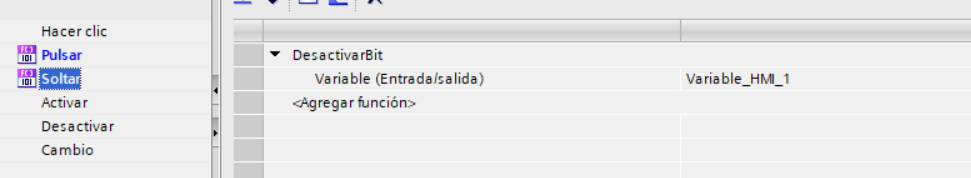 Hacer clic
Pulsar
Soltar
Activar
Desactivar
Cambio
DesactivarBit
Variable (Entrada/salida) Variable_HMI_1
<Agregar función>